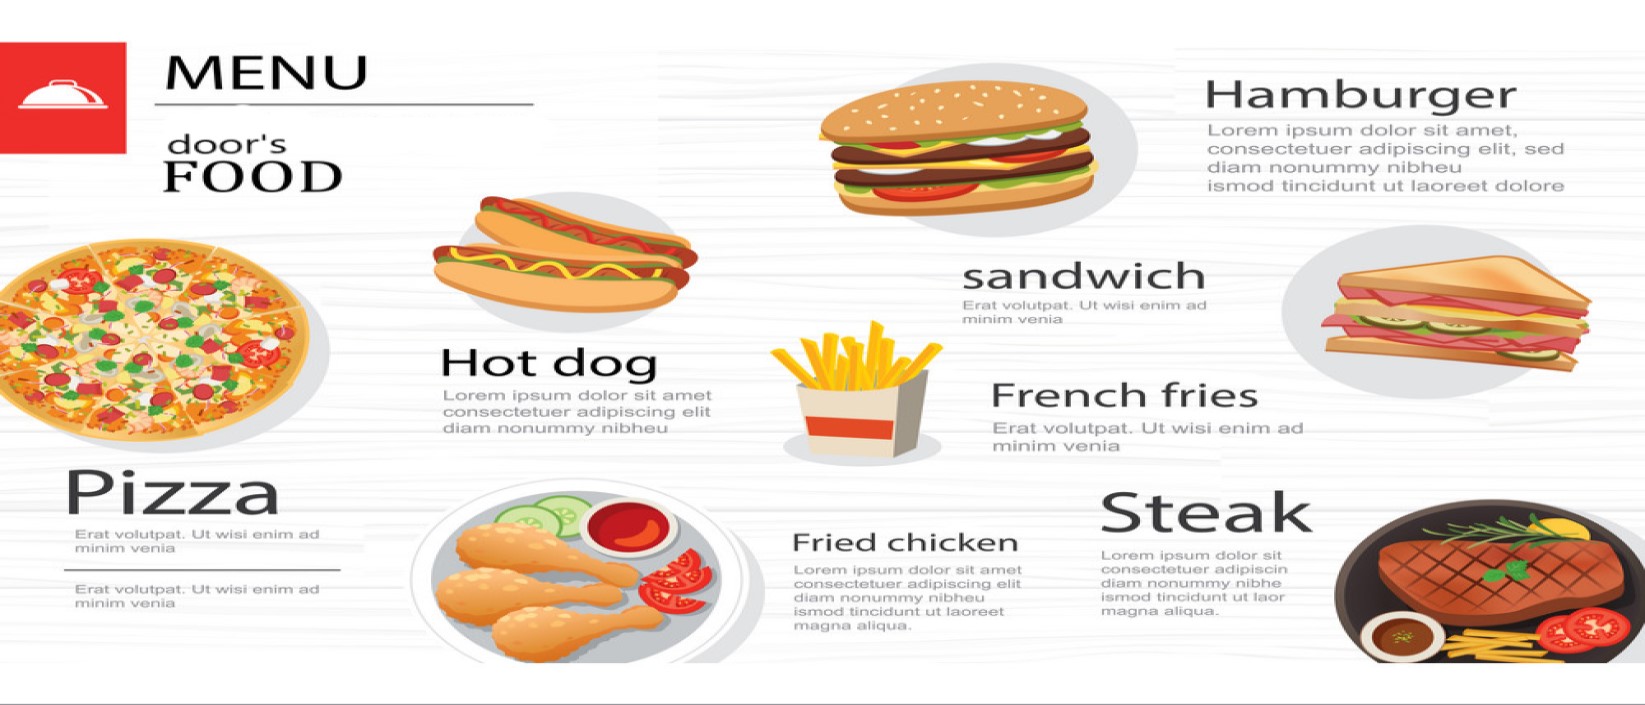 MENU
door's
FOOD
Hamburger
Lorem ipsum dolor sit amet,
consectetuer adipiscing elit, sed
diam nonummy nibheu
ismod tincidunt ut laoreet dolore
sandwich
Erat volutpat. Ut wisi enim ad
minim venia
Hot dog
Lorem ipsum dolor sit amet
consectetuer adipiscing elit
diam nonummy nibheu
French fries
Erat volutpat. Ut wisi enim ad
minim venia
Pizza
Erat volutpat. Ut wisi enim ad
minim venia
Erat volutpat. Ut wisi enim ad
minim venia
Fried chicken
Lorem ipsum dolor sit amet
consectetuer adipiscing elit
diam nonummy nibheu
ismod tincidunt ut laoreet
magna aliqua.
Steak
Lorem ipsum dolor sit
consectetuer adipiscin
diam nonummy nibhe
ismod tincidunt ut laor
magna aliqua.